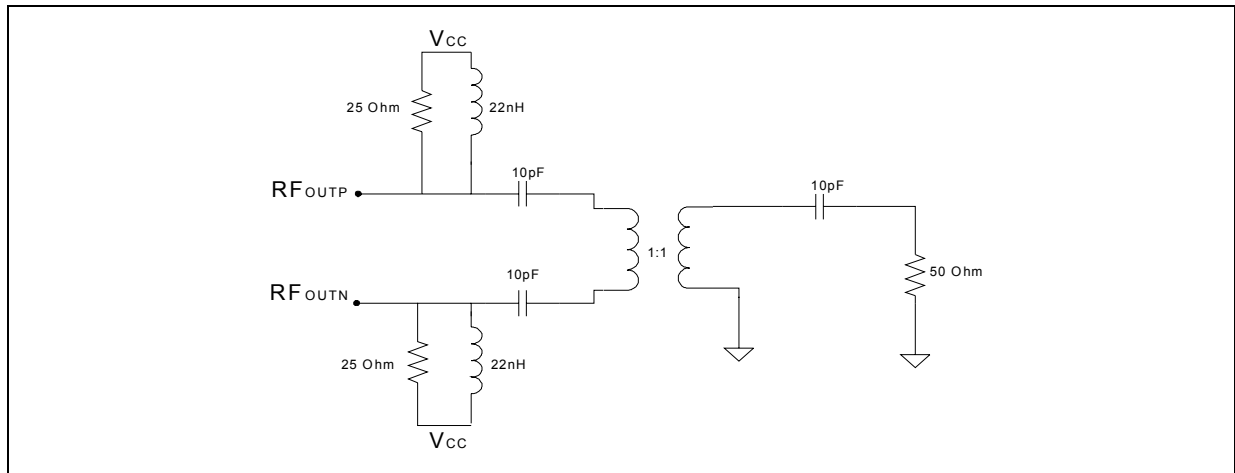 VCC
25 Ohm
22nH
10pF
10pF
RFOUTP
1:1
50 Ohm
10pF
RFOUTN
25 Ohm
22nH
VCC